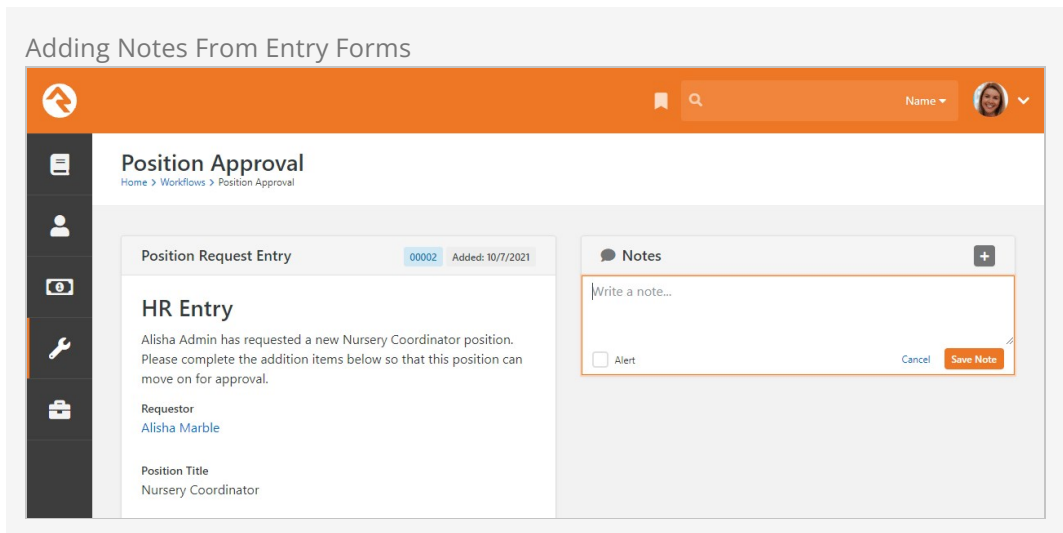 Adding Notes From Entry Forms
Name
Position Approval
Home > Workflows > Position Approval
Position Request Entry
00002
Added: 10/7/2021
HR Entry
Alisha Admin has requested a new Nursery Coordinator position.
Please complete the addition items below so that this position can
move on for approval.
Requestor
Alisha Marble
Position Title
Nursery Coordinator
Notes
Write a note...
Alert
Cancel
Save Note